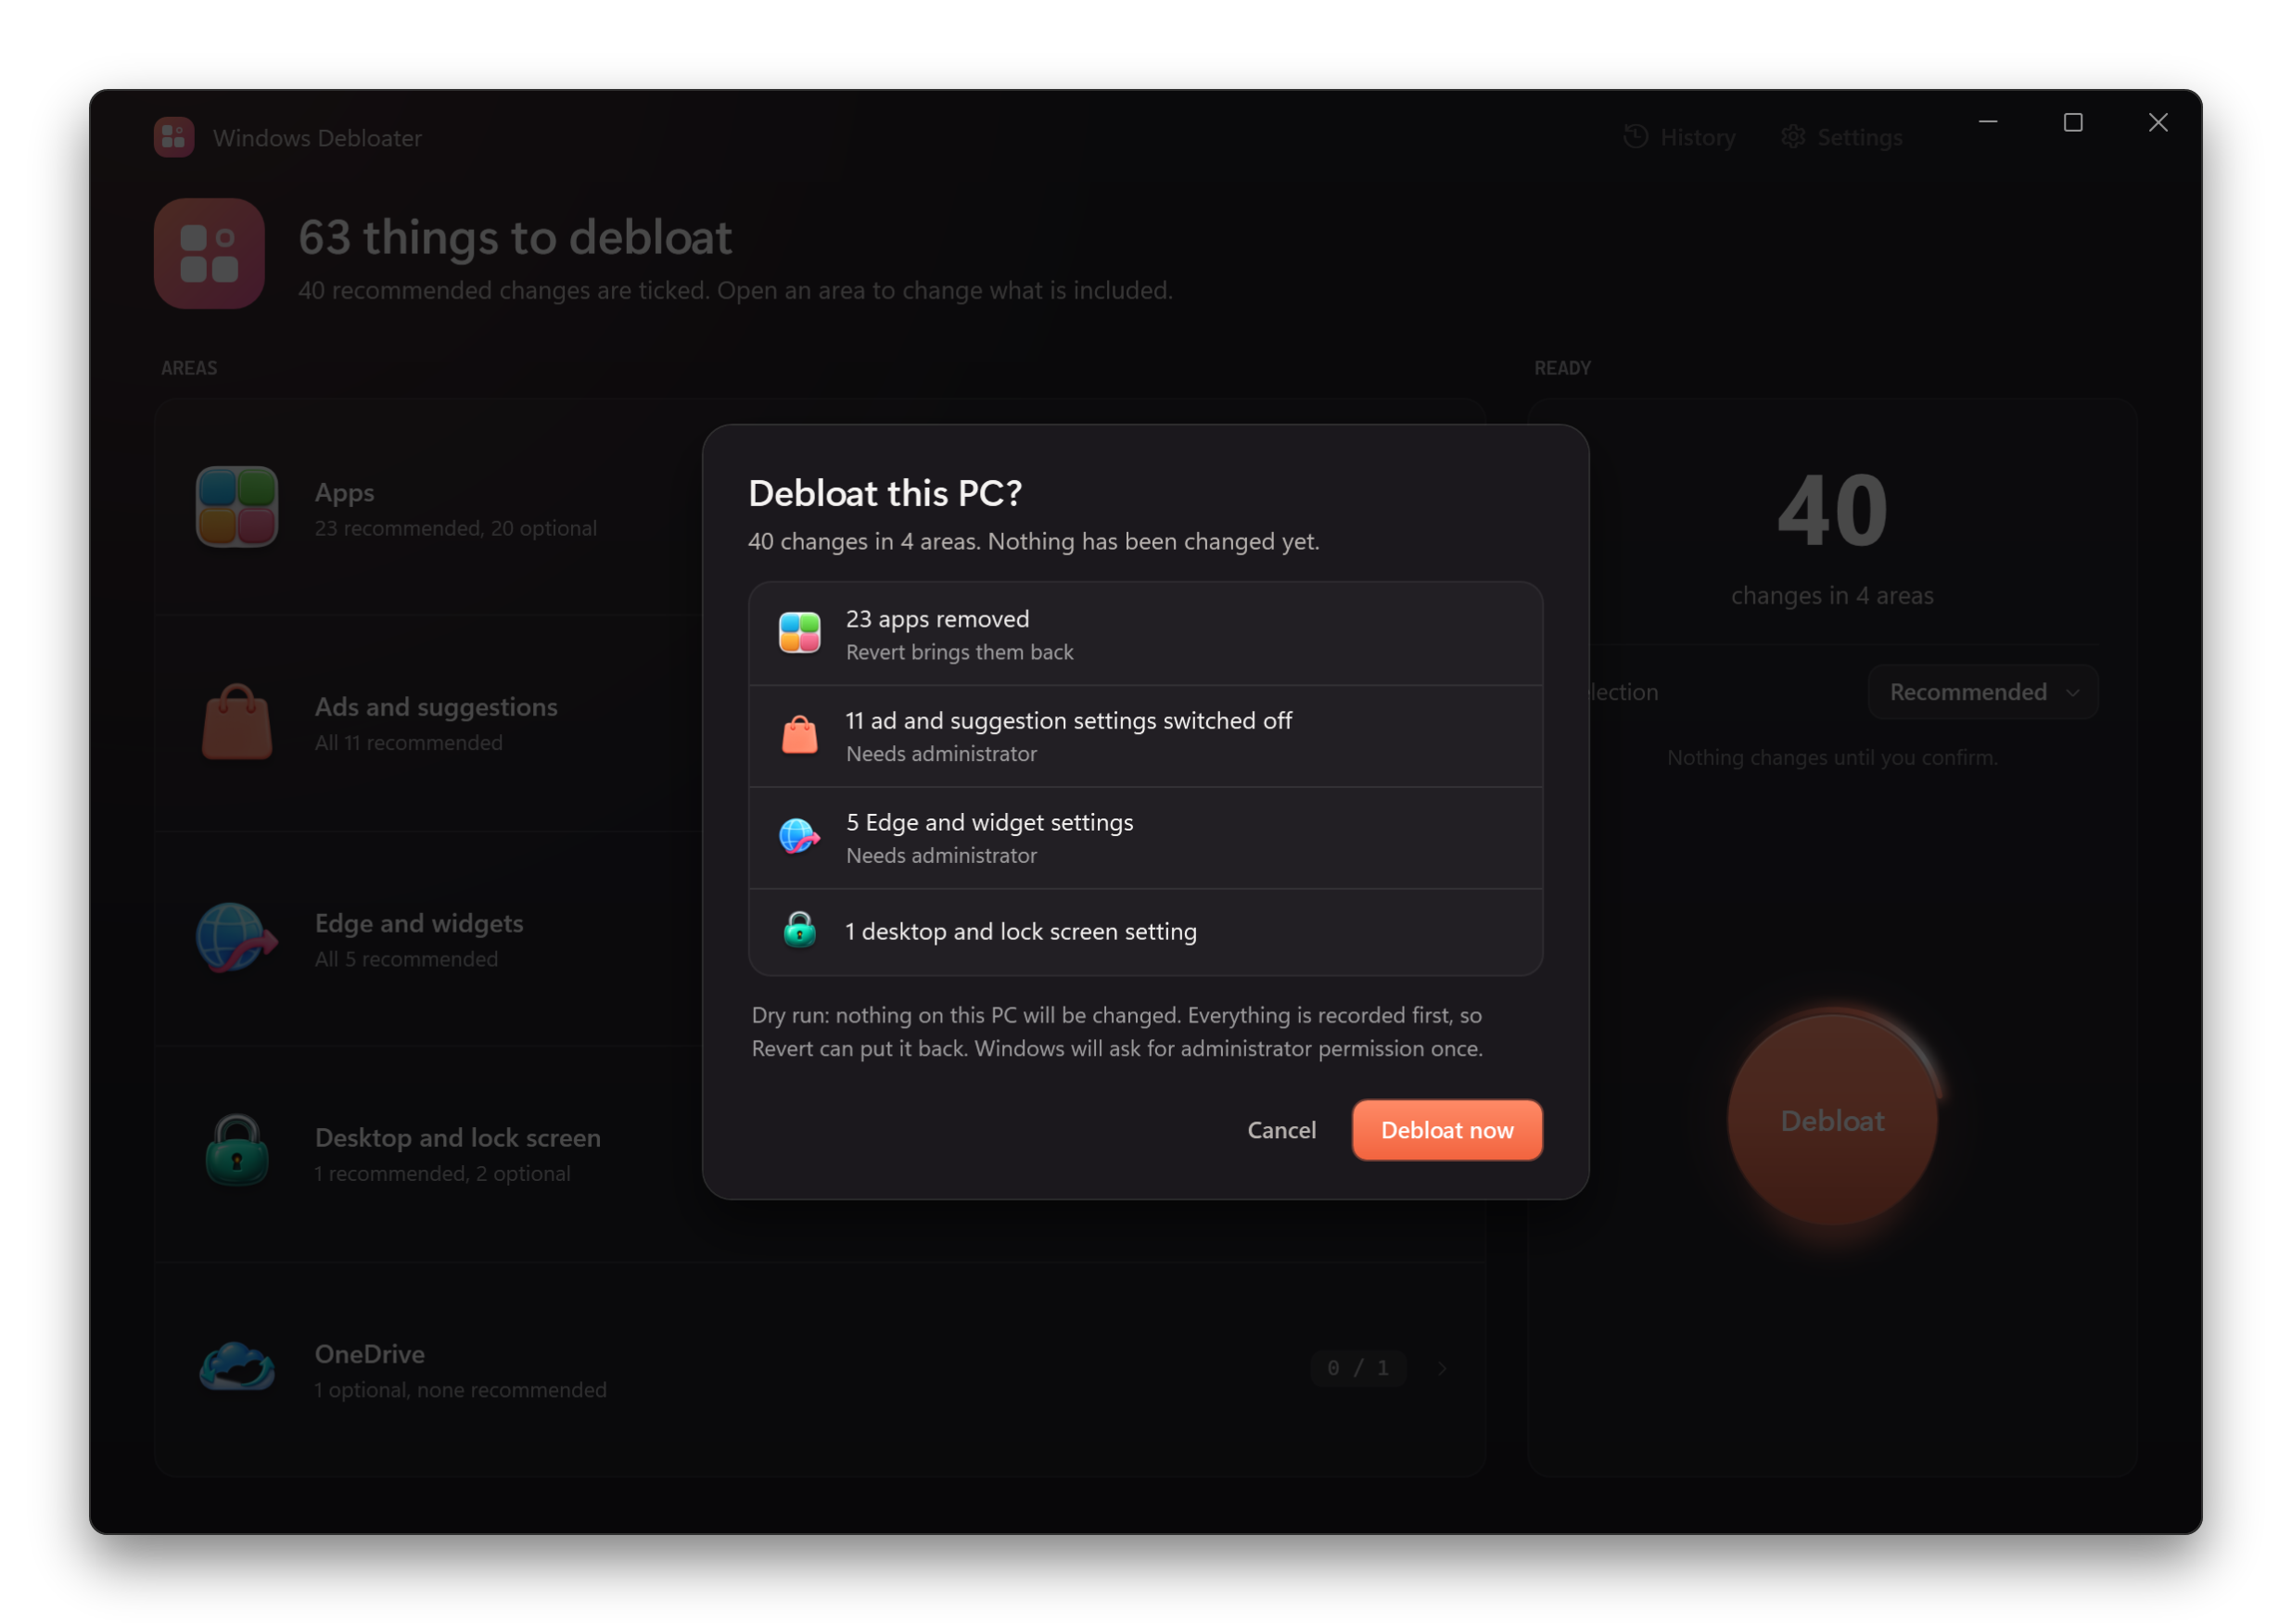 Windows Debloater
History
Settings
63 things to debloat
40 recommended changes are ticked. Open an area to change what is included.
AREAS
READY
Apps
23 recommended, 20 optional
Ads and suggestions
All 11 recommended
Edge and widgets
All 5 recommended
Desktop and lock screen
1 recommended, 2 optional
OneDrive
1 optional, none recommended
0 / 1
Debloat this PC?
40 changes in 4 areas. Nothing has been changed yet.
23 apps removed
Revert brings them back
11 ad and suggestion settings switched off
Needs administrator
5 Edge and widget settings
Needs administrator
1 desktop and lock screen setting
Dry run: nothing on this PC will be changed. Everything is recorded first, so
Revert can put it back. Windows will ask for administrator permission once.
Cancel
Debloat now
40
changes in 4 areas
lection
Recommended
Nothing changes until you confirm.
Debloat